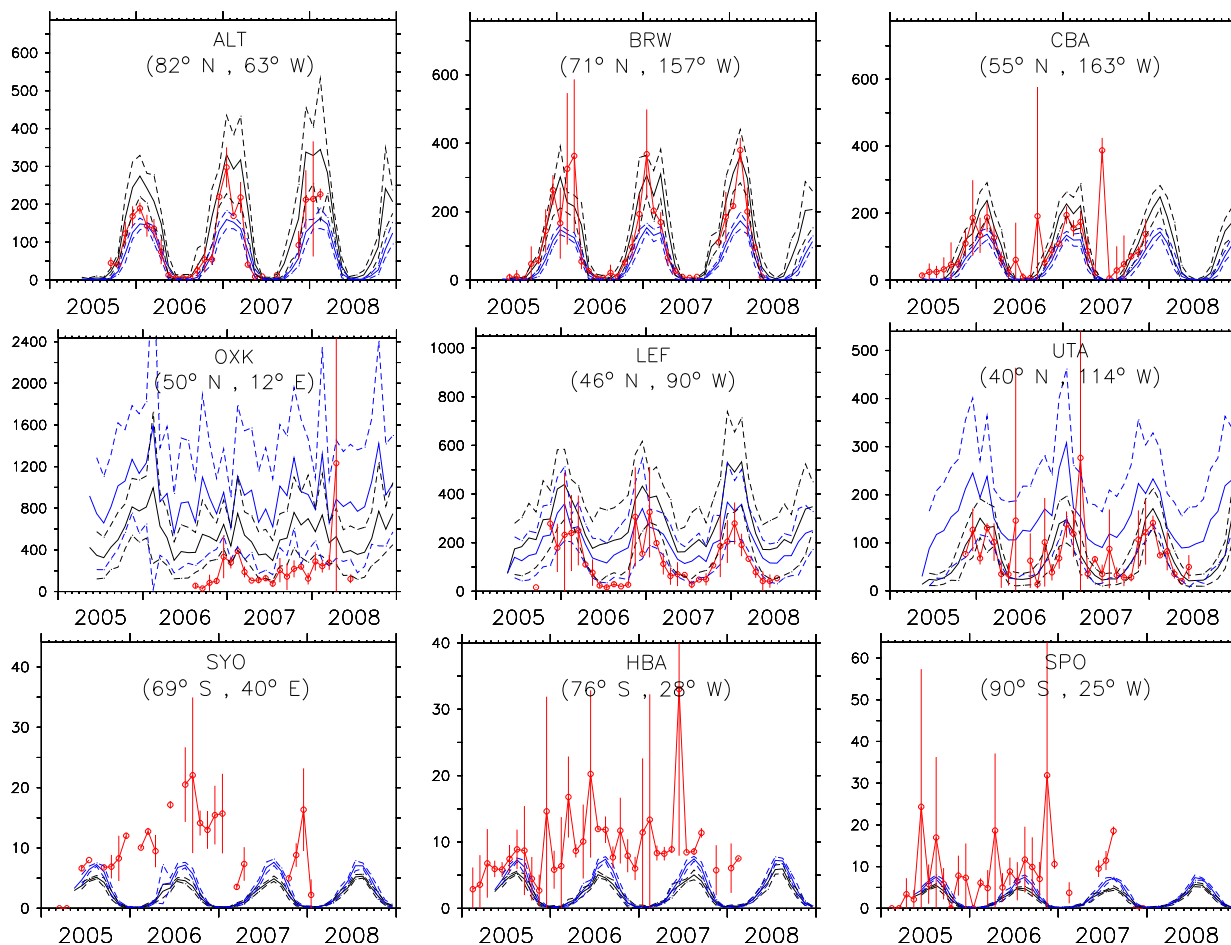 ALT
(82° N , 63° W)
600
500
400
300
200
100
0
2005 2006 2007 2008
BRW
(71° N , 157° W)
600
400
200
0
2005 2006 2007 2008
CBA
(55° N , 163° W)
600
400
200
0
2005 2006 2007 2008
OXK
(50° N , 12° E)
2400
2000
1600
1200
800
400
0
2005 2006 2007 2008
LEF
(46° N , 90° W)
1000
800
600
400
200
0
2005 2006 2007 2008
UTA
(40° N 114° W)
500
400
300
200
100
0
2005 2006 2007 2008
SYO
(69° S , 40° E)
40
30
20
10
0
2005 2006 2007 2008
HBA
(76° S , 28° W)
40
30
20
10
0
2005 2006 2007 2008
SPO
(90° S , 25° W)
60
50
40
30
20
10
0
2005 2006 2007 2008